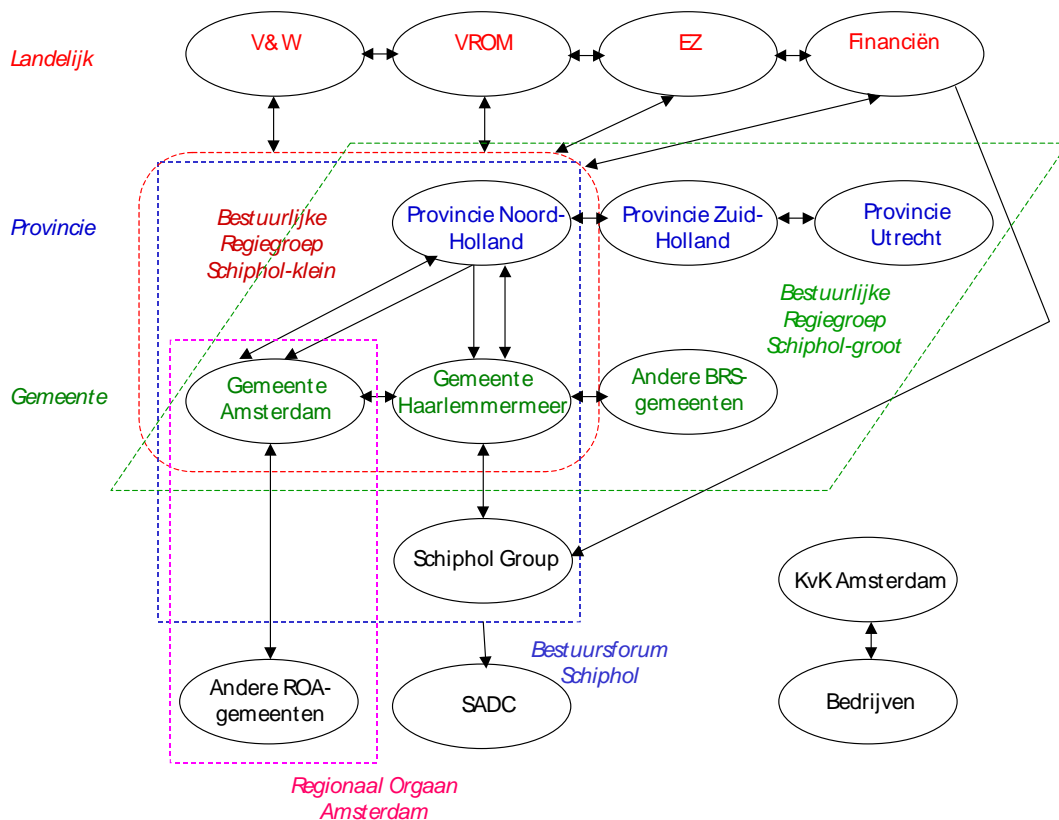 Landelijk
V&W
VROM
EZ
Financiën
Provincie
Bestuurlijke
Regiegroep
Schiphol-klein
Provincie Noord-
Holland
Provincie Zuid-
Holland
Provincie
Utrecht
Bestuurlijke
Regiegroep
Schiphol-groot
Gemeente
Gemeente
Amsterdam
Gemeente
Haarlemmermeer
Andere BRS-
gemeenten
Schiphol Group
KvK Amsterdam
Bestuursforum
Schiphol
Andere ROA-
gemeenten
SADC
Bedrijven
Regionaal Orgaan
Amsterdam